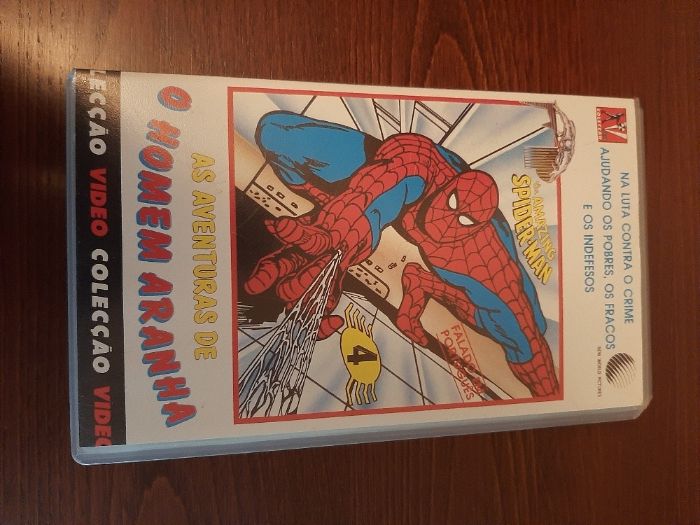 NA LUTA CONTRA O CRIME
AJUDANDO OS POBRES, OS FRACOS
E OS INDEFESOS
NEW WORLD PICTURES
THE AMAZING
SPIDER-MAN
FALADO EM
PORTUGUÊS
4
AS AVENTURAS DE
O HOMEM ARANHA
LECÇÃO VIDEO COLECÇÃO VIDEO